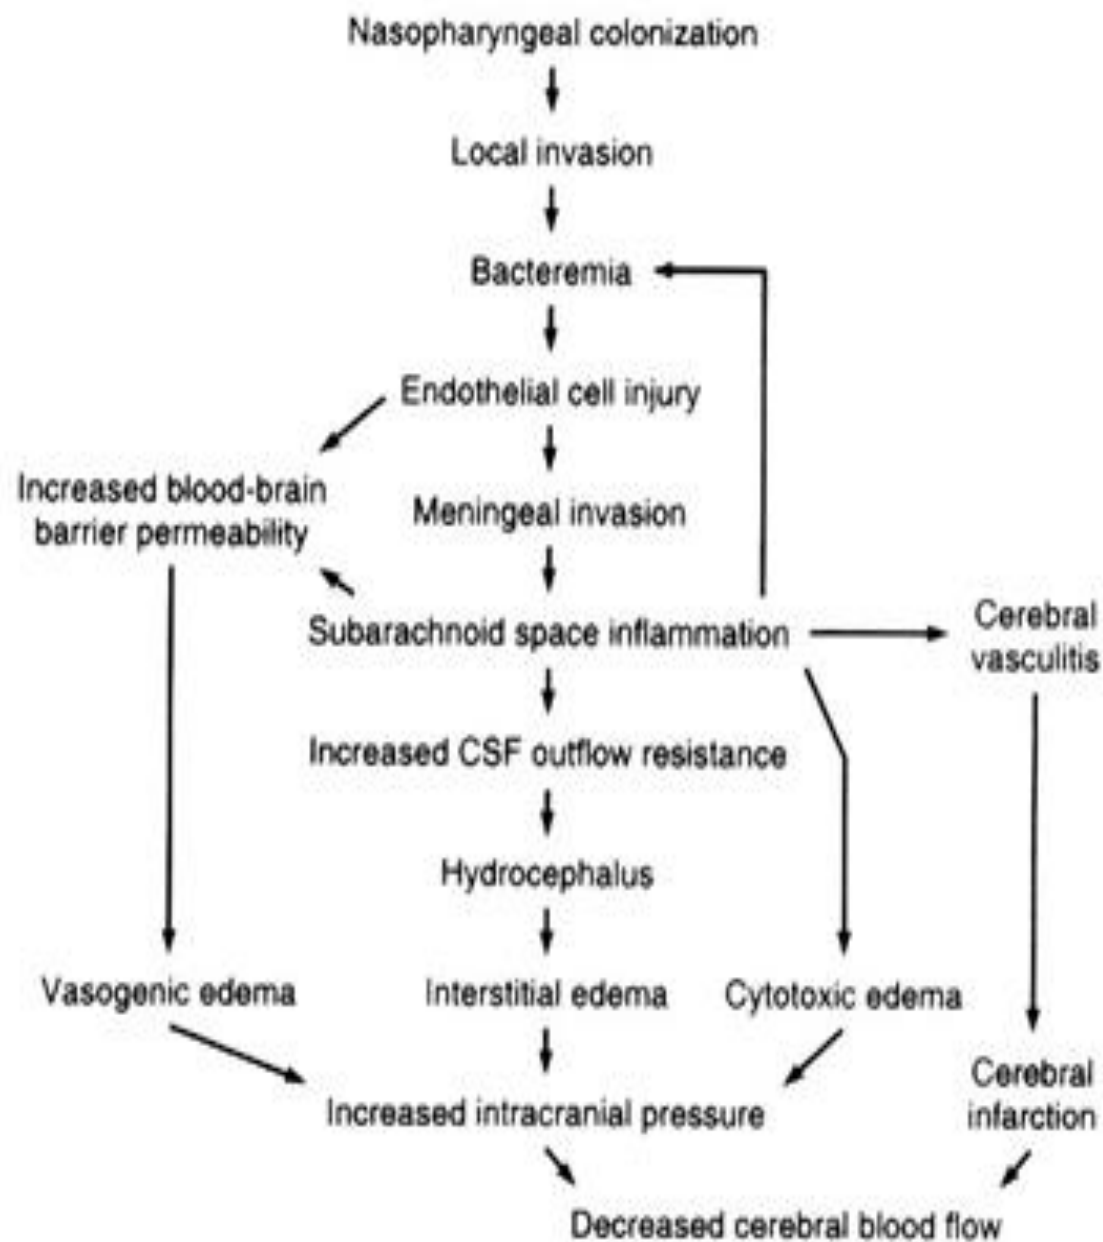 Nasopharyngeal colonization
Local invasion
Bacteremia
Endothelial cell injury
Increased blood-brain
barrier permeability
Meningeal invasion
Subarachnoid space inflammation
Cerebral
vasculitis
Increased CSF outflow resistance
Hydrocephalus
Vasogenic edema
Interstitial edema
Cytotoxic edema
Cerebral
infarction
Increased intracranial pressure
Decreased cerebral blood flow